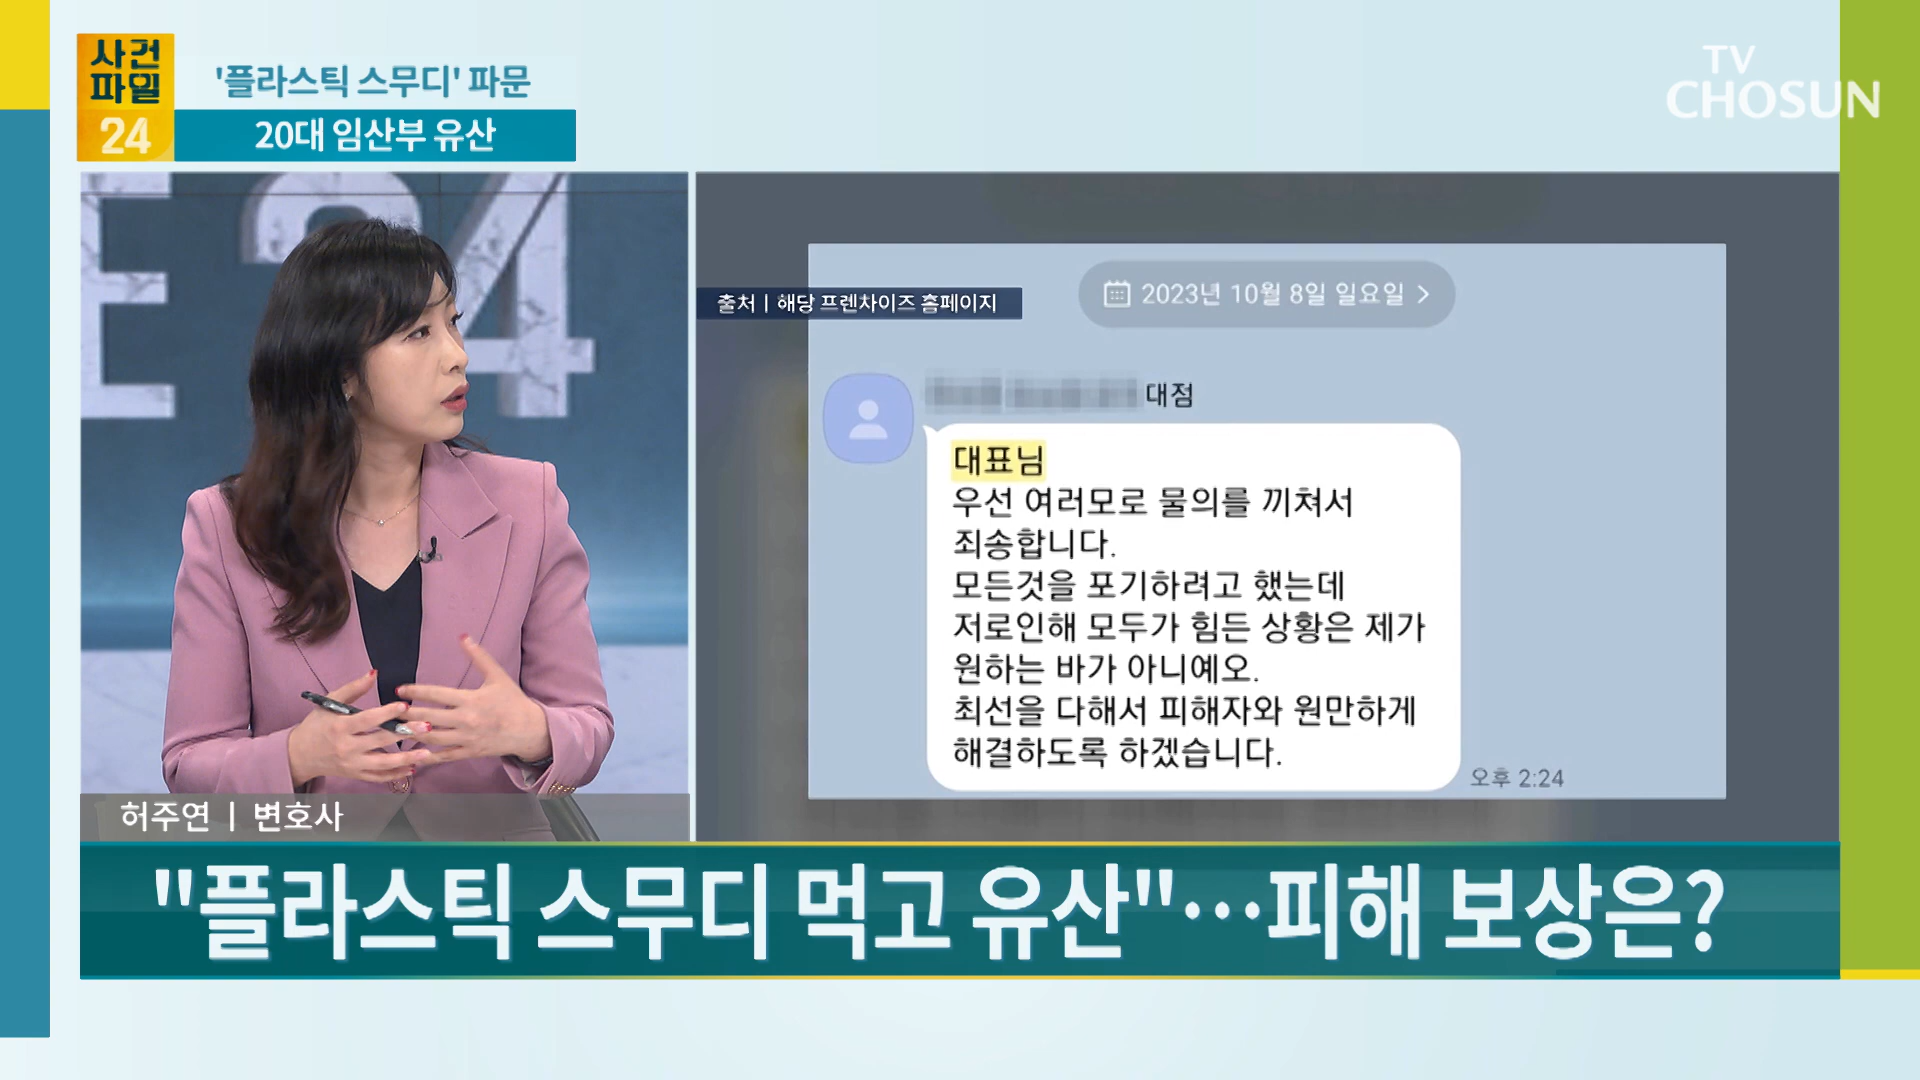 사건
파일
24
'플라스틱 스무디' 파문
20대 임산부 유산
TV
CHOSUN
출처 | 해당 프렌차이즈 홈페이지
2023년 10월 8일 일요일 >
대점
대표님
우선 여러모로 물의를 끼쳐서
죄송합니다.
모든것을 포기하려고 했는데
저로인해 모두가 힘든 상황은 제가
원하는 바가 아니예오.
최선을 다해서 피해자와 원만하게
해결하도록 하겠습니다.
오후 2:24
E24
허주연 | 변호사
"플라스틱 스무디 먹고 유산"…피해 보상은?